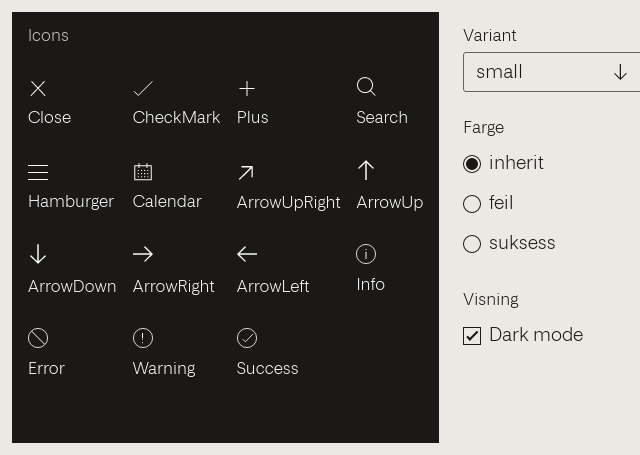 Icons
Close
CheckMark
Plus
Search
Hamburger
Calendar
ArrowUpRight
ArrowUp
ArrowDown
ArrowRight
ArrowLeft
Info
Error
Warning
Success
Variant
small
Farge
inherit
feil
suksess
Visning
Dark mode